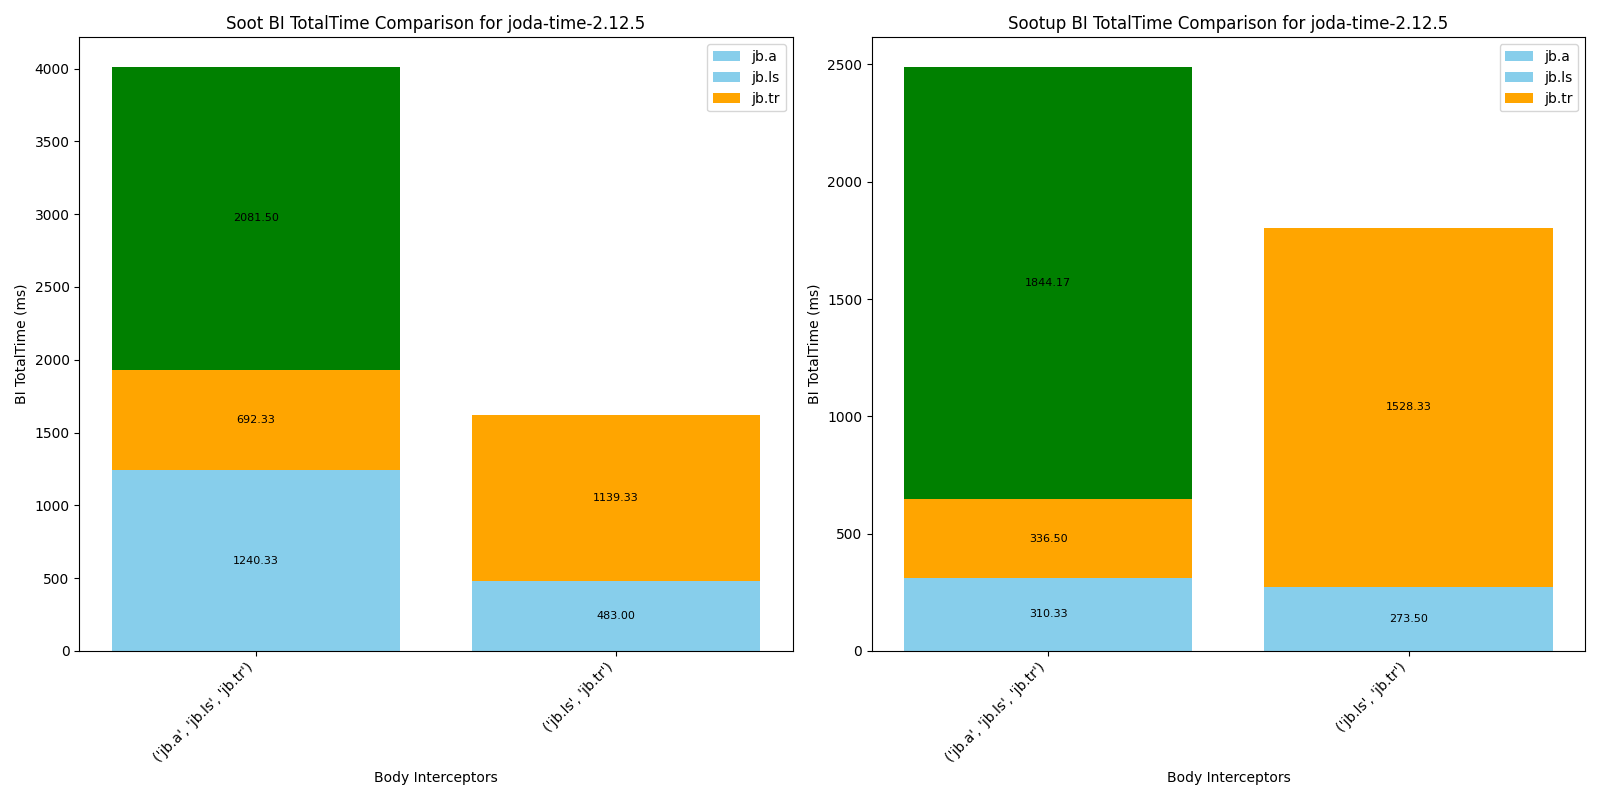 Soot BI TotalTime Comparison for joda-time-2.12.5
BI TotalTime (ms)
4000
3500
3000
2500
2000
1500
1000
500
0
2081.50
692.33
1240.33
1139.33
483.00
jb.a
jb.ls
jb.tr
('jb.a', 'jb.ls', 'jb.tr')
('jb.ls', 'jb.tr')
Body Interceptors
Sootup BI TotalTime Comparison for joda-time-2.12.5
BI TotalTime (ms)
2500
2000
1500
1000
500
0
1844.17
336.50
310.33
1528.33
273.50
jb.a
jb.ls
jb.tr
('jb.a', 'jb.ls', 'jb.tr')
('jb.ls', 'jb.tr')
Body Interceptors